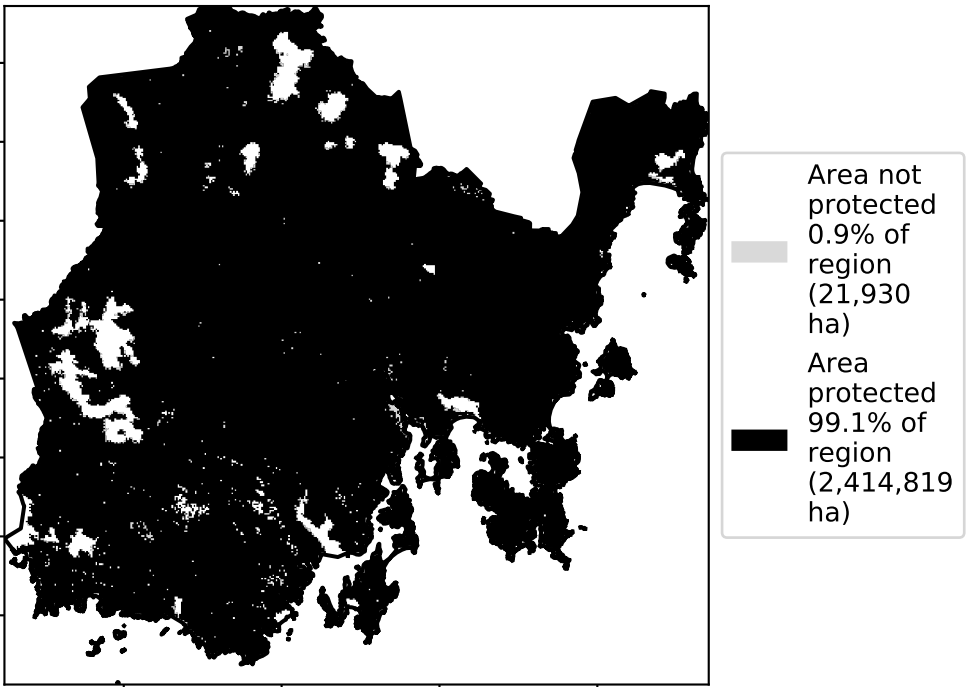 Area not
protected
0.9% of
region
(21,930
ha)
Area
protected
99.1% of
region
(2,414,819
ha)